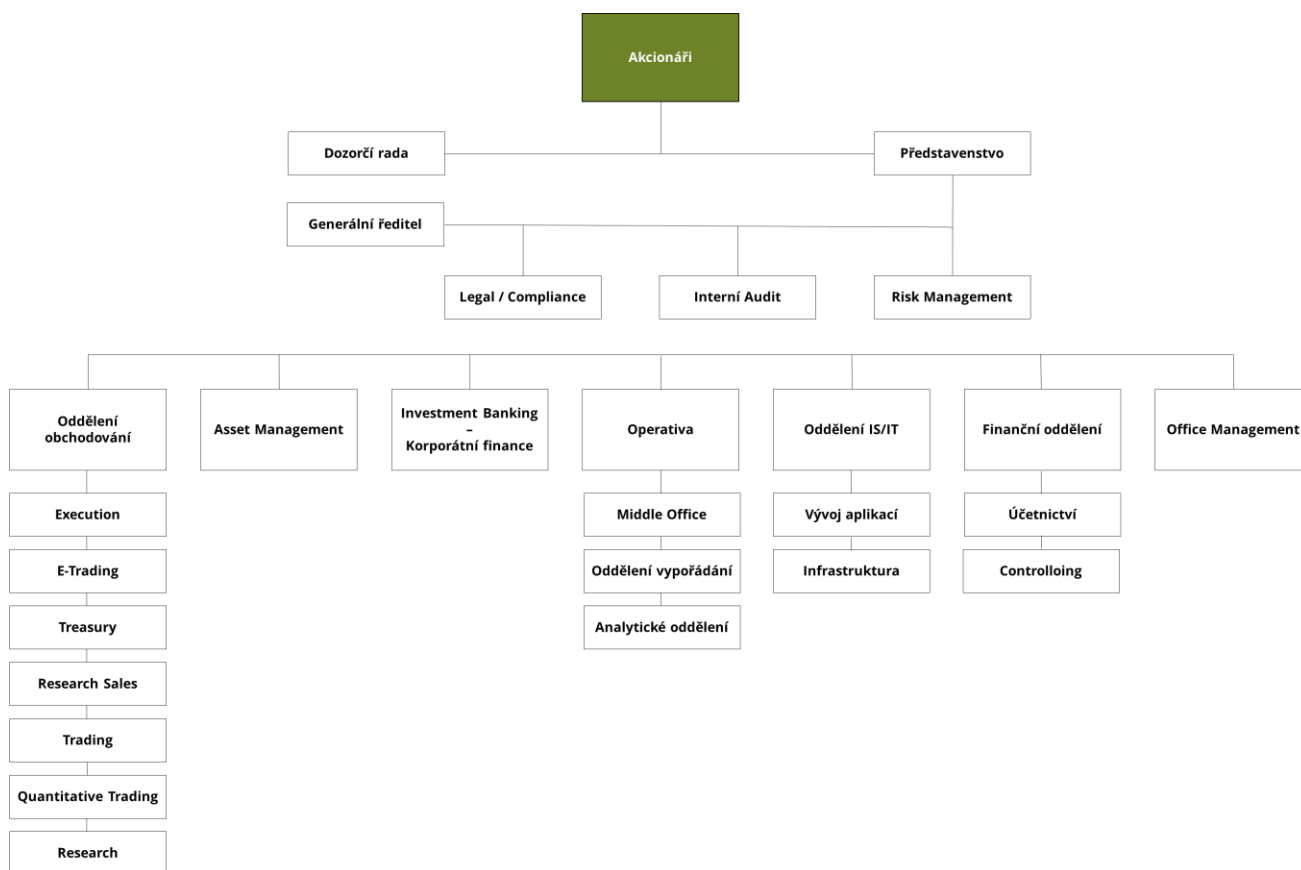 Akcionáři
Dozorčí rada
Představenstvo
Generální ředitel
Legal / Compliance
Interní Audit
Risk Management
Oddělení
obchodování
Asset Management
Investment Banking
–
Korporátní finance
Operativa
Oddělení IS/IT
Finanční oddělení
Office Management
Execution
Middle Office
Vývoj aplikací
Účetnictví
E-Trading
Oddělení vypořádání
Infrastruktura
Controlloing
Treasury
Analytické oddělení
Research Sales
Trading
Quantitative Trading
Research